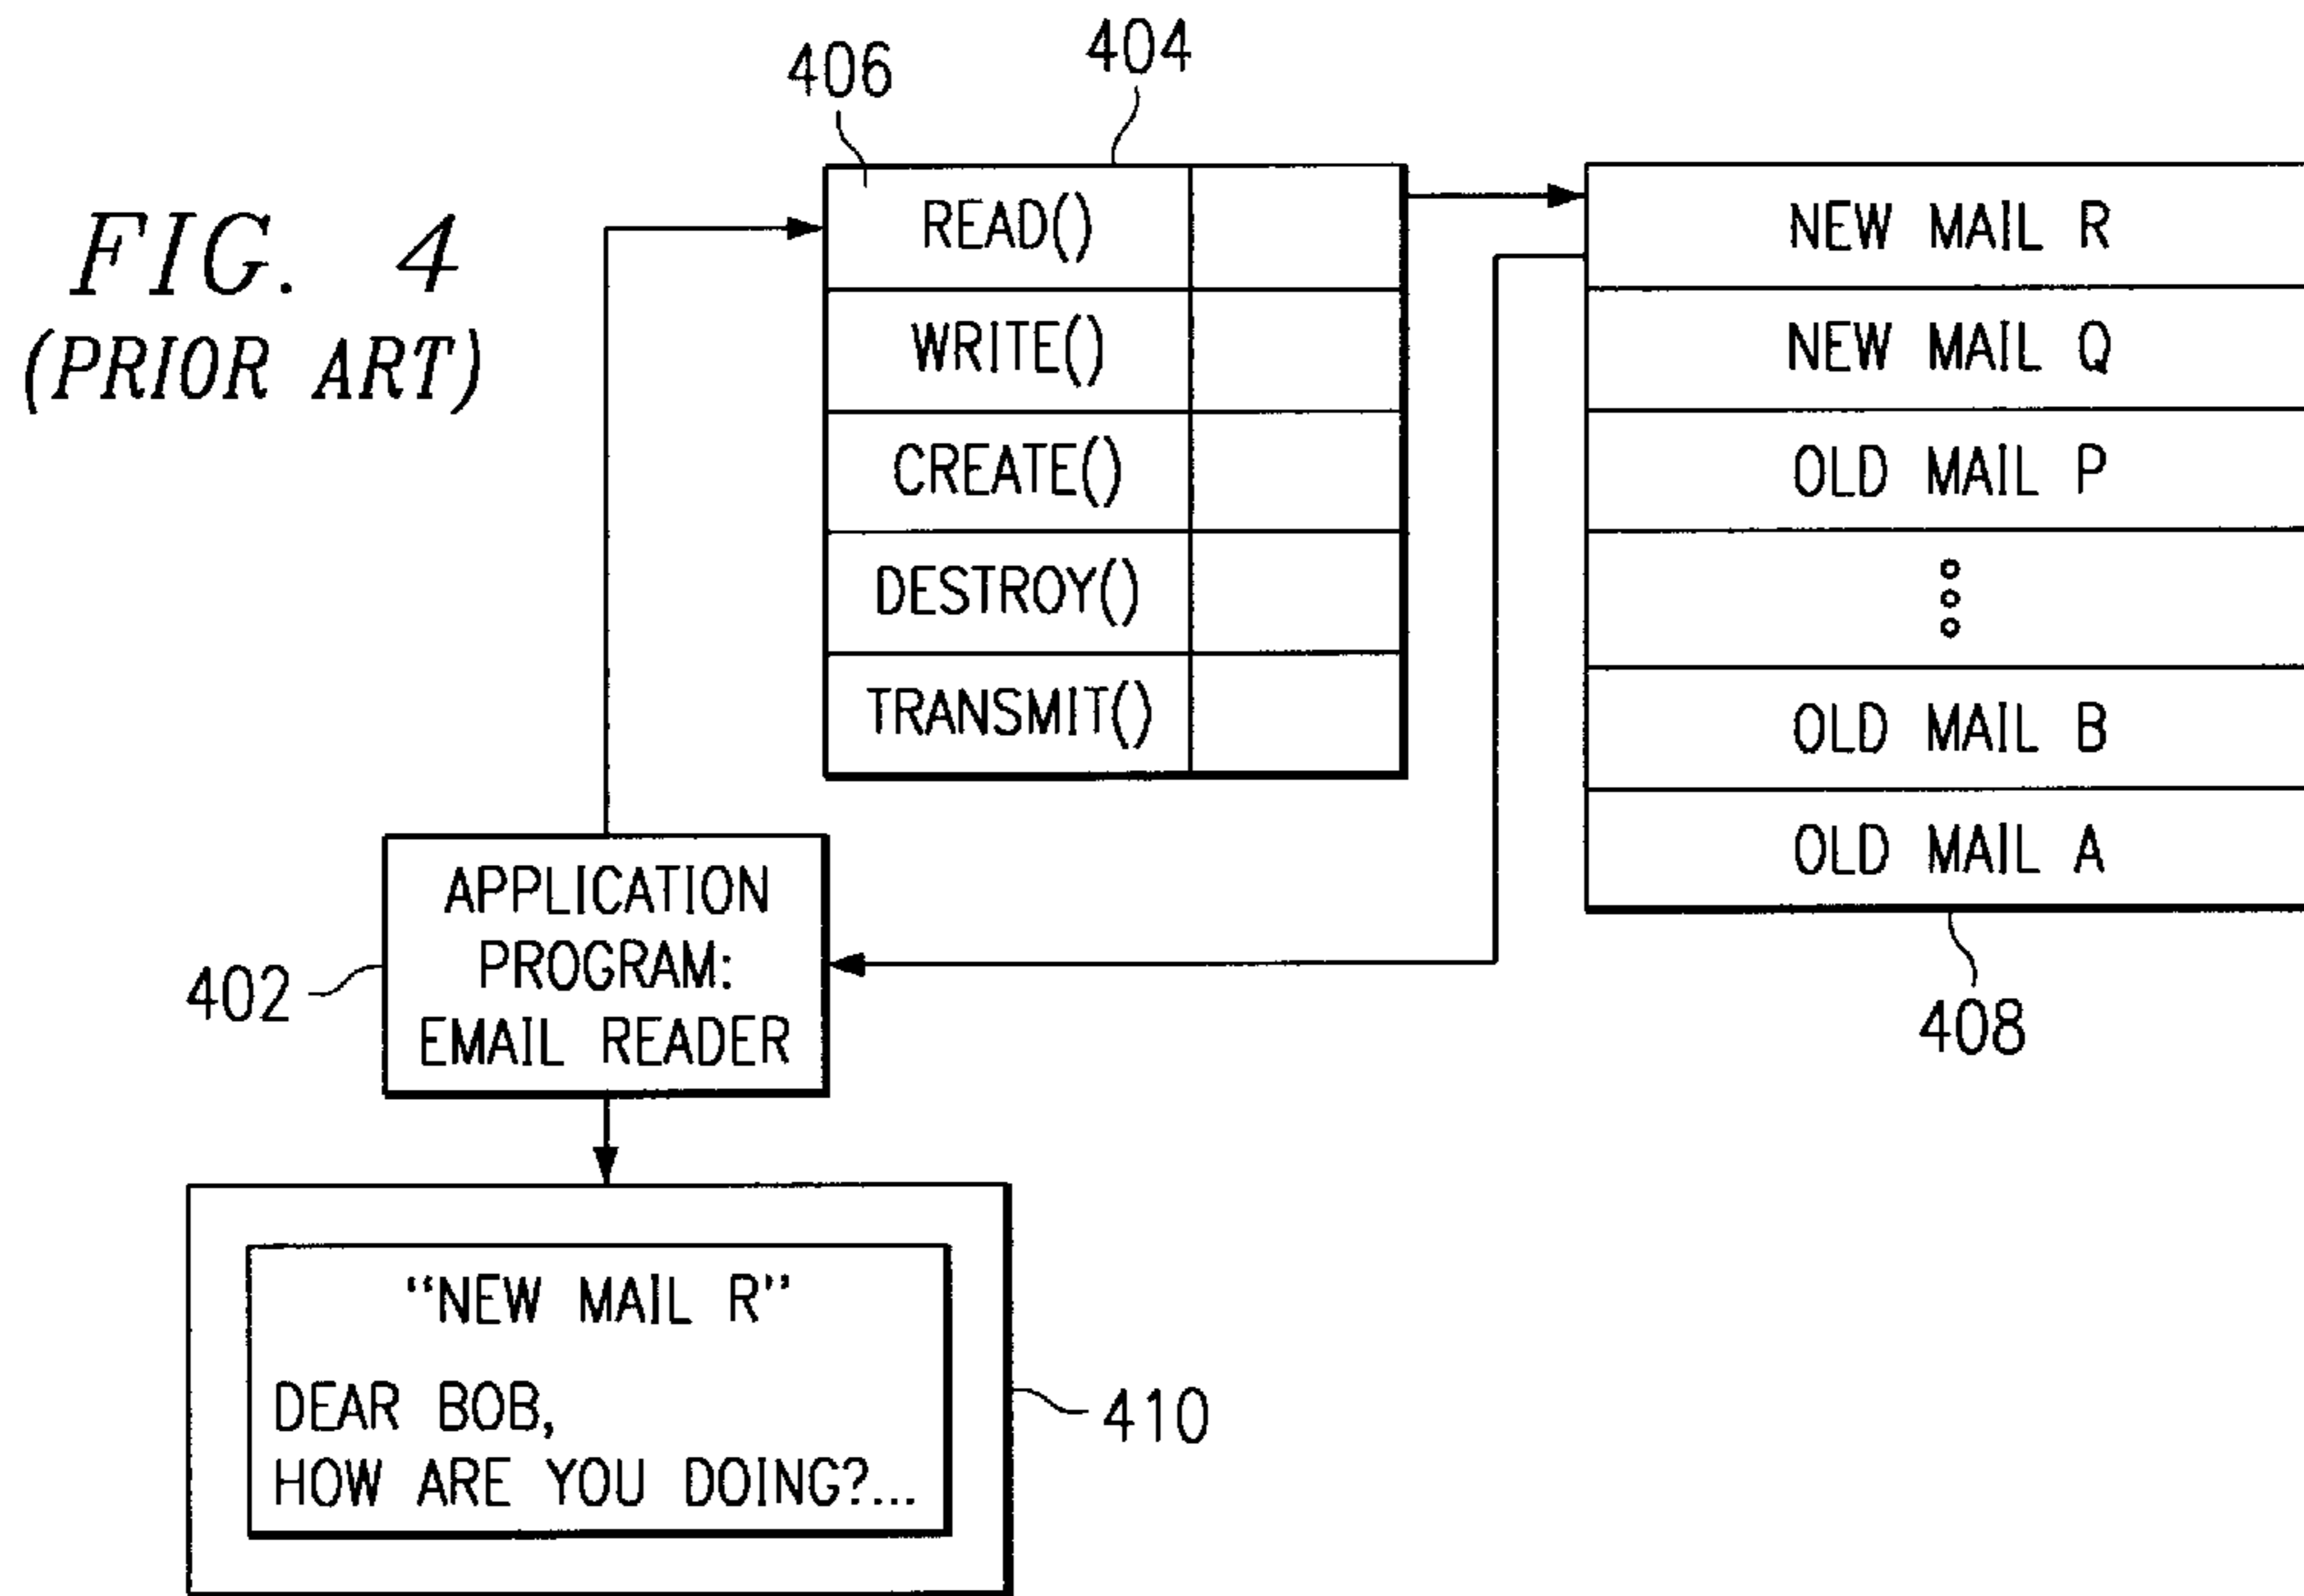 FIG. 4
(PRIOR ART)
406
404
READ()
WRITE()
CREATE()
DESTROY()
TRANSMIT()
NEW MAIL R
NEW MAIL Q
OLD MAIL P
OLD MAIL B
OLD MAIL A
408
402
APPLICATION
PROGRAM:
EMAIL READER
"NEW MAIL R"
DEAR BOB,
HOW ARE YOU DOING?...
410